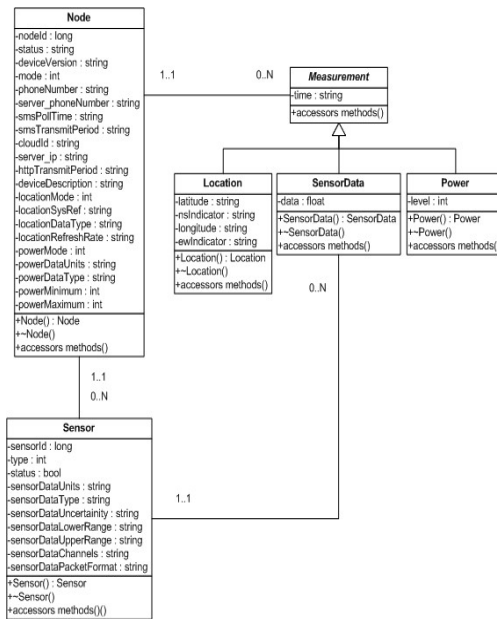 Node
-nodeId : long
-status : string
-deviceVersion : string
-mode : int
-phoneNumber : string
-server_phoneNumber : string
-smsPollTime : string
-smsTransmitPeriod : string
-cloudId : string
-server_ip : string
-httpTransmitPeriod : string
-deviceDescription : string
-locationMode : int
-locationSysRef : string
-locationDataType : string
-locationRefreshRate : string
-powerMode : int
-powerDataUnits : string
-powerDataType : string
-powerMinimum : int
-powerMaximum : int
+Node() : Node
+~Node()
+accessors methods()
1..1
0..N
Measurement
-time : string
+accessors methods()
Location
-latitude : string
-nsIndicator : string
-longitude : string
-ewIndicator : string
+Location() : Location
+~Location()
+accessors methods()
SensorData
-data : float
+SensorData() : SensorData
+~SensorData()
+accessors methods()
Power
-level : int
+Power() : Power
+~Power()
+accessors methods()
0..N
1..1
0..N
Sensor
-sensorId : long
-type : int
-status : bool
-sensorDataUnits : string
-sensorDataType : string
-sensorDataUncertainity : string
-sensorDataLowerRange : string
-sensorDataUpperRange : string
-sensorDataChannels : string
-sensorDataPacketFormat : string
+Sensor() : Sensor
+~Sensor()
+accessors methods()()
1..1